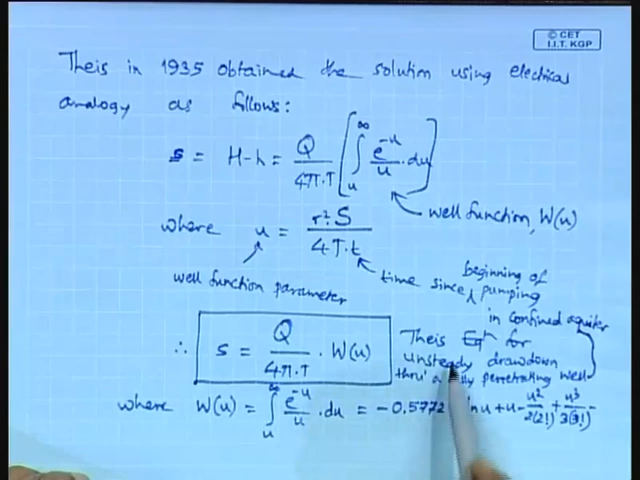 © CET
I.I.T. KGP
Theis in 1935 obtained the solution using electrical
analogy as follows:
s = H-h = Q/4π.T [∫_u^∞ e^-u/u .du]
well function, W(u)
where u = r².S/4T.t
time since beginning of pumping
well function parameter
in confined aquifer
∴ s = Q/4π.T . W(u)
Theis Eqn for
unsteady drawdown
thru' a fully penetrating well
where W(u) = ∫_u^∞ e^-u/u .du = -0.5772 ln u + u - u²/2(2!) + u³/3(3!) -